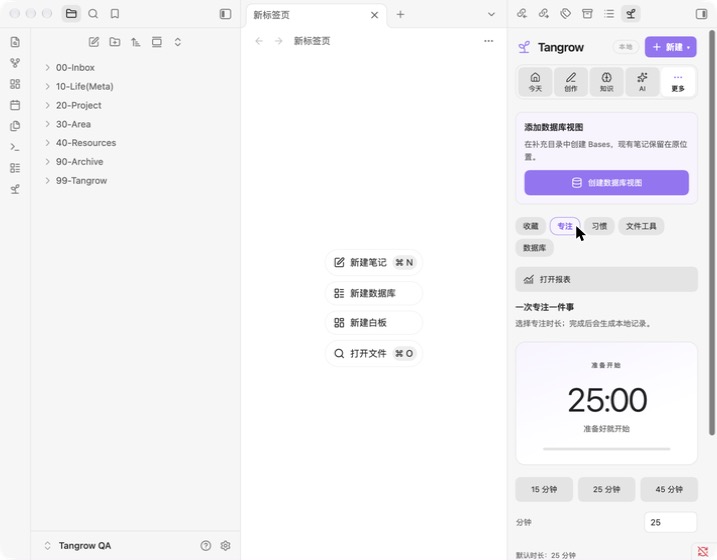 新标签页
新标签页
00-Inbox
10-Life(Meta)
20-Project
30-Area
40-Resources
90-Archive
99-Tangrow
新建笔记 ⌘ N
新建数据库
新建白板
打开文件 ⌘ O
Tangrow QA
Tangrow
本地
+ 新建
今天
创作
知识
AI
更多
添加数据库视图
在补充目录中创建 Bases，现有笔记保留在原位
置。
创建数据库视图
收藏
专注
习惯
文件工具
数据库
打开报表
一次专注一件事
选择专注时长；完成后会生成本地记录。
准备开始
25:00
准备好就开始
15 分钟
25 分钟
45 分钟
分钟
25
默认时长：25 分钟